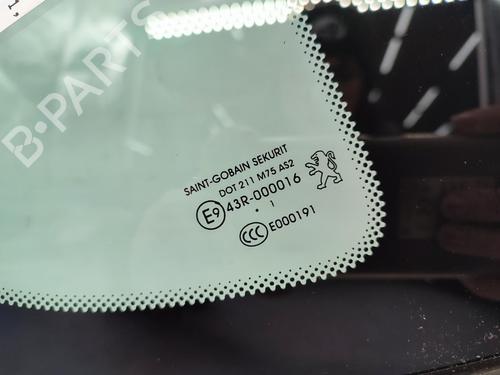 B-PARTS
SAINT-GOBAIN SEKURIT
DOT 211 M75 AS2
E9 43R-000016
. 1
CCC E000191